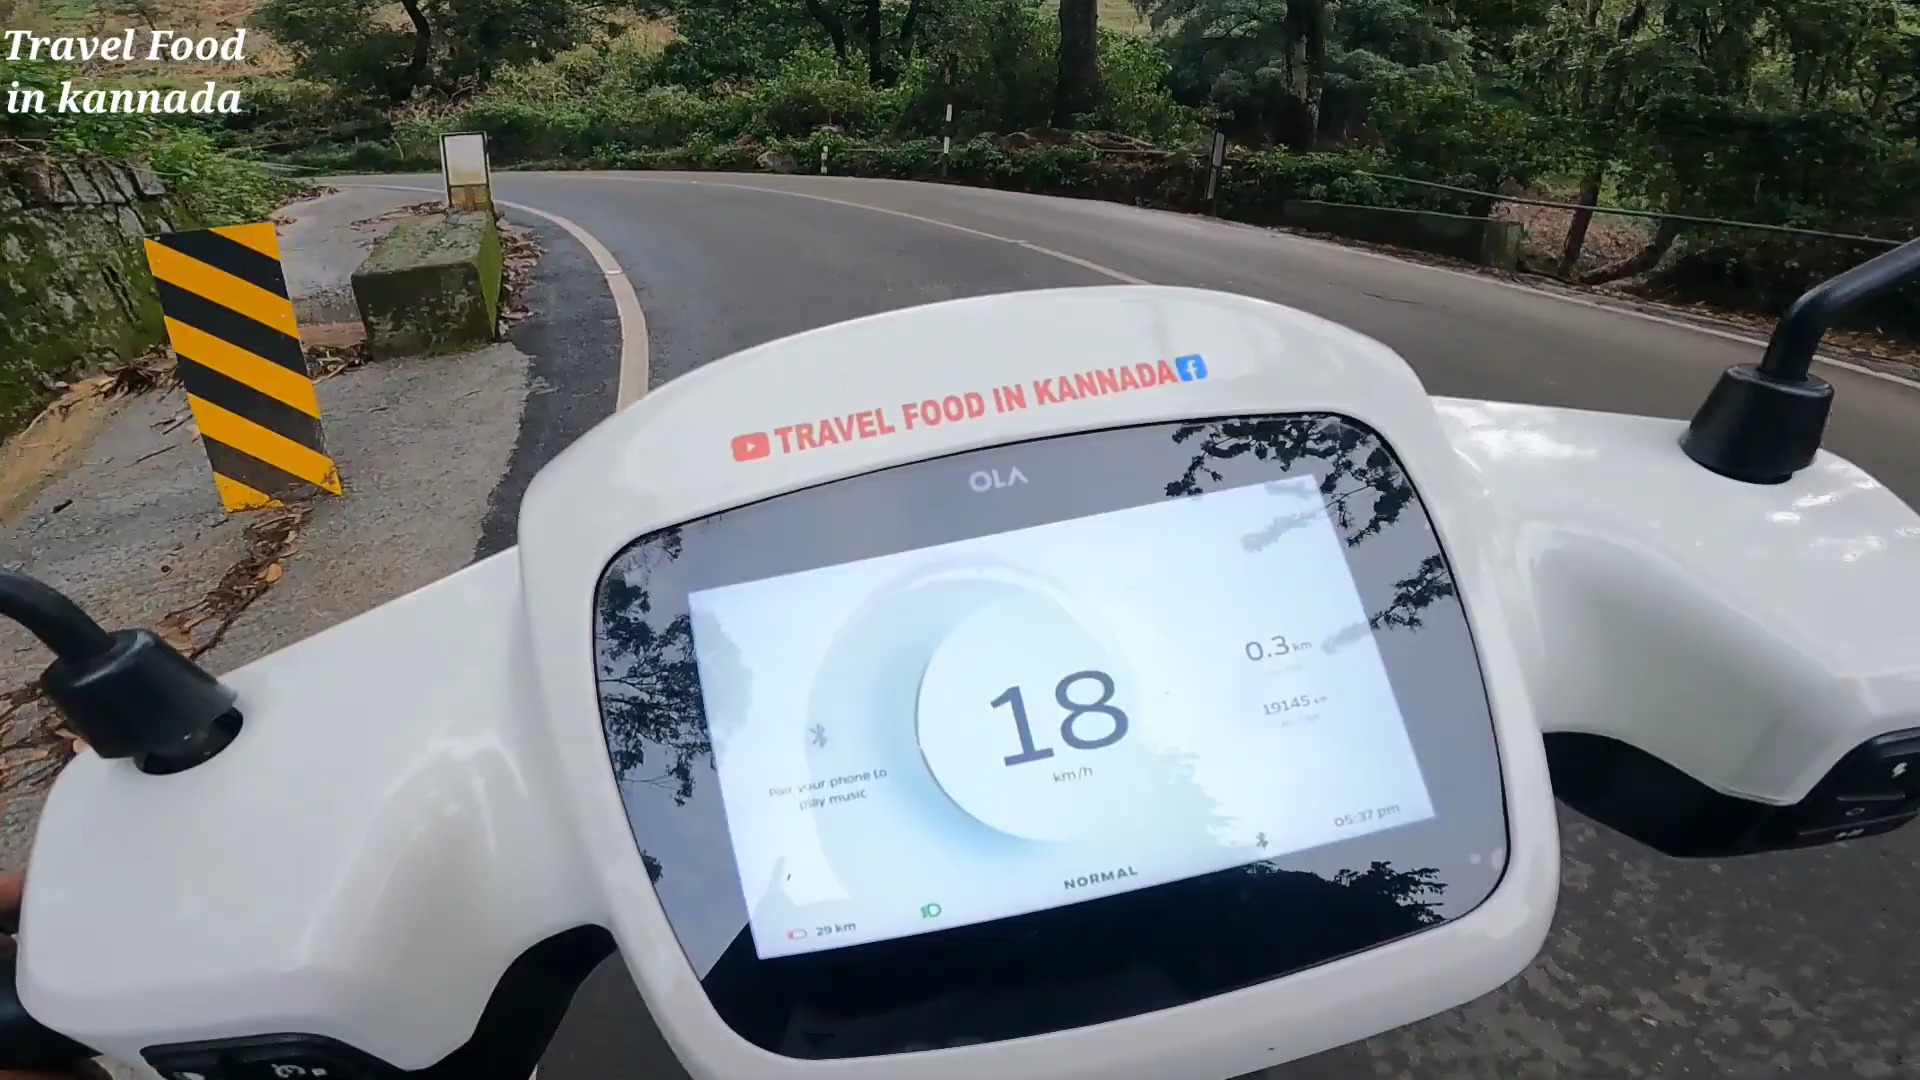 Travel Food
in kannada
TRAVEL FOOD IN KANNADA
OLA
0.3 km
19145 km
18
km/h
Pair your phone to
play music
05:37 pm
NORMAL
29 km